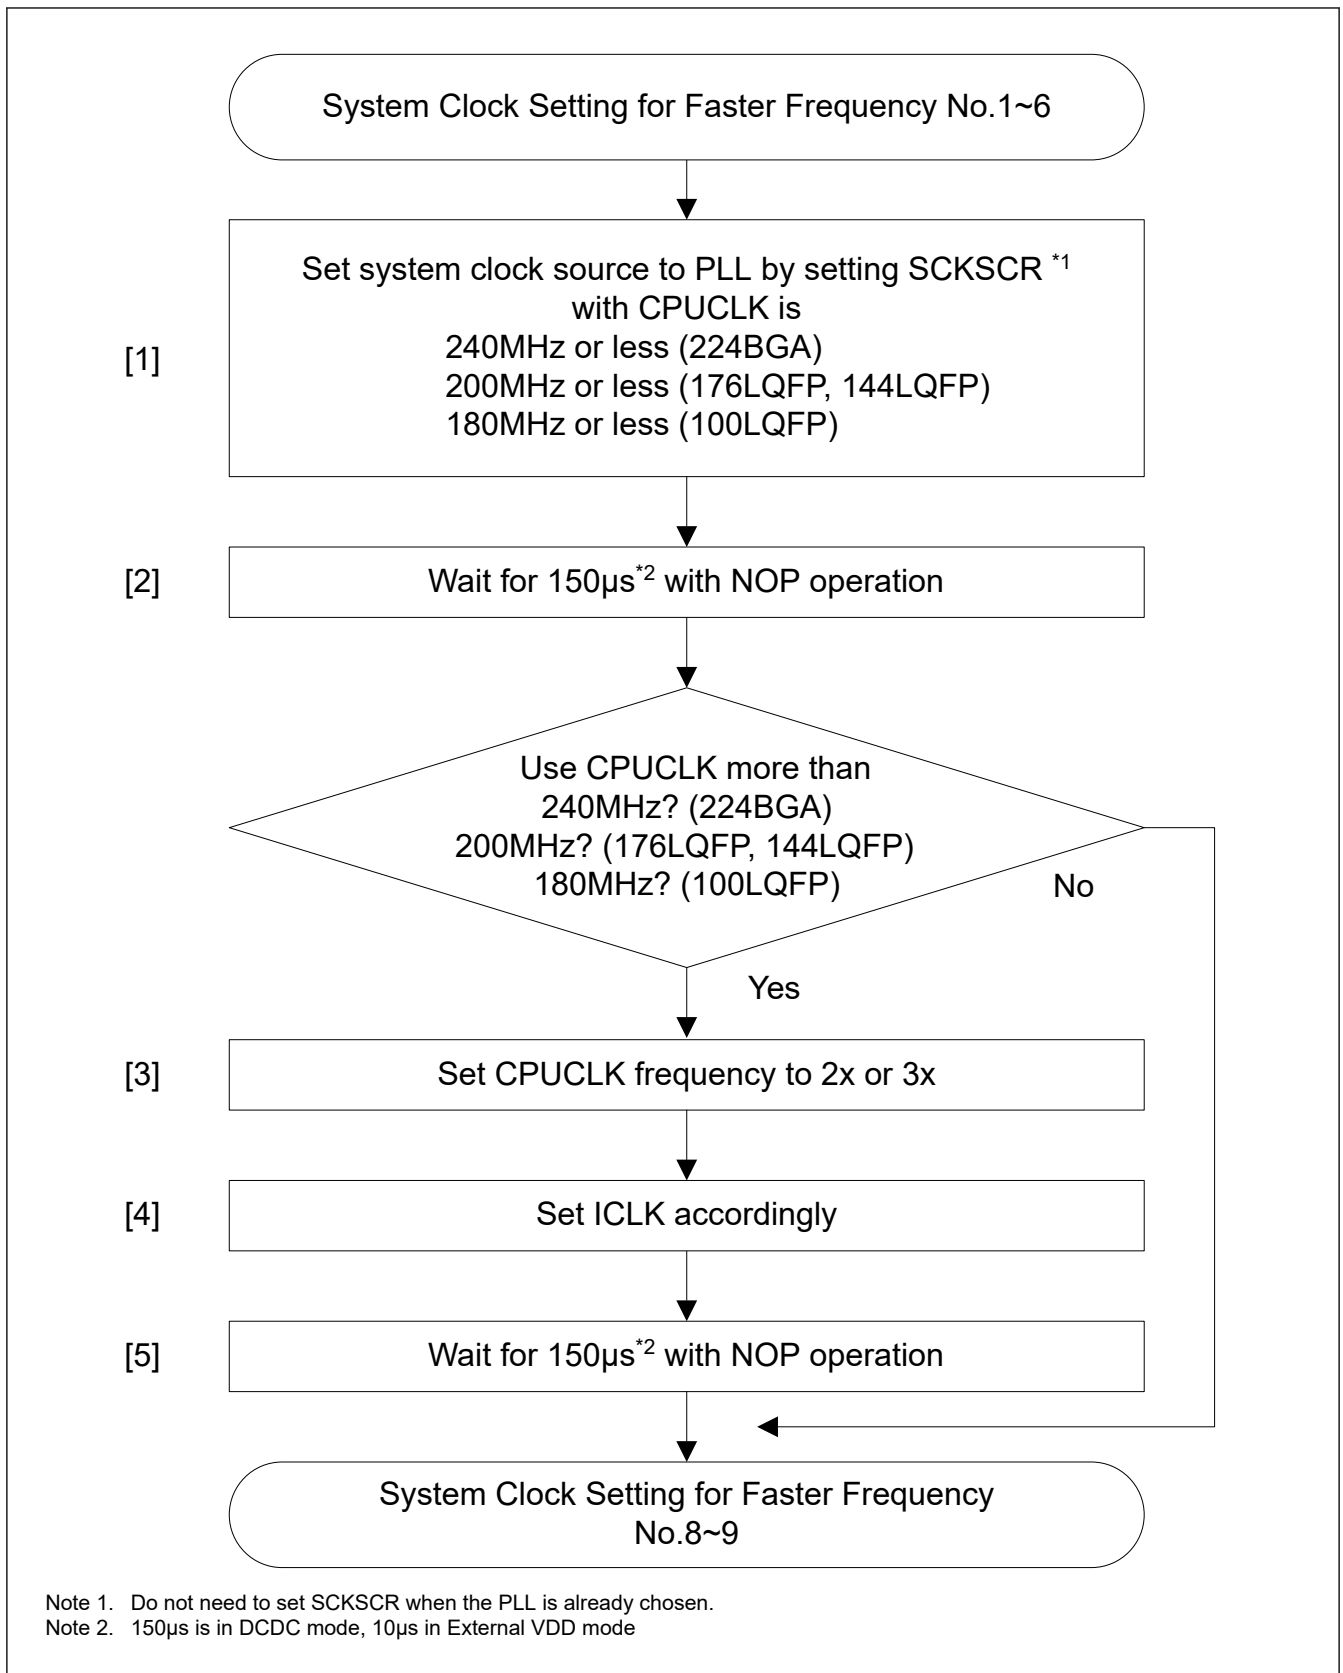 System Clock Setting for Faster Frequency No.1~6
Set system clock source to PLL by setting SCKSCR *1
with CPUCLK is
240MHz or less (224BGA)
[1]
200MHz or less (176LQFP, 144LQFP)
180MHz or less (100LQFP)
[2]
Wait for 150µs*2 with NOP operation
Use CPUCLK more than
240MHz? (224BGA)
200MHz? (176LQFP, 144LQFP)
180MHz? (100LQFP)
No
Yes
[3]
Set CPUCLK frequency to 2x or 3x
[4]
Set ICLK accordingly
[5]
Wait for 150µs*2 with NOP operation
System Clock Setting for Faster Frequency
No.8~9
Note 1. Do not need to set SCKSCR when the PLL is already chosen.
Note 2. 150µs is in DCDC mode, 10µs in External VDD mode